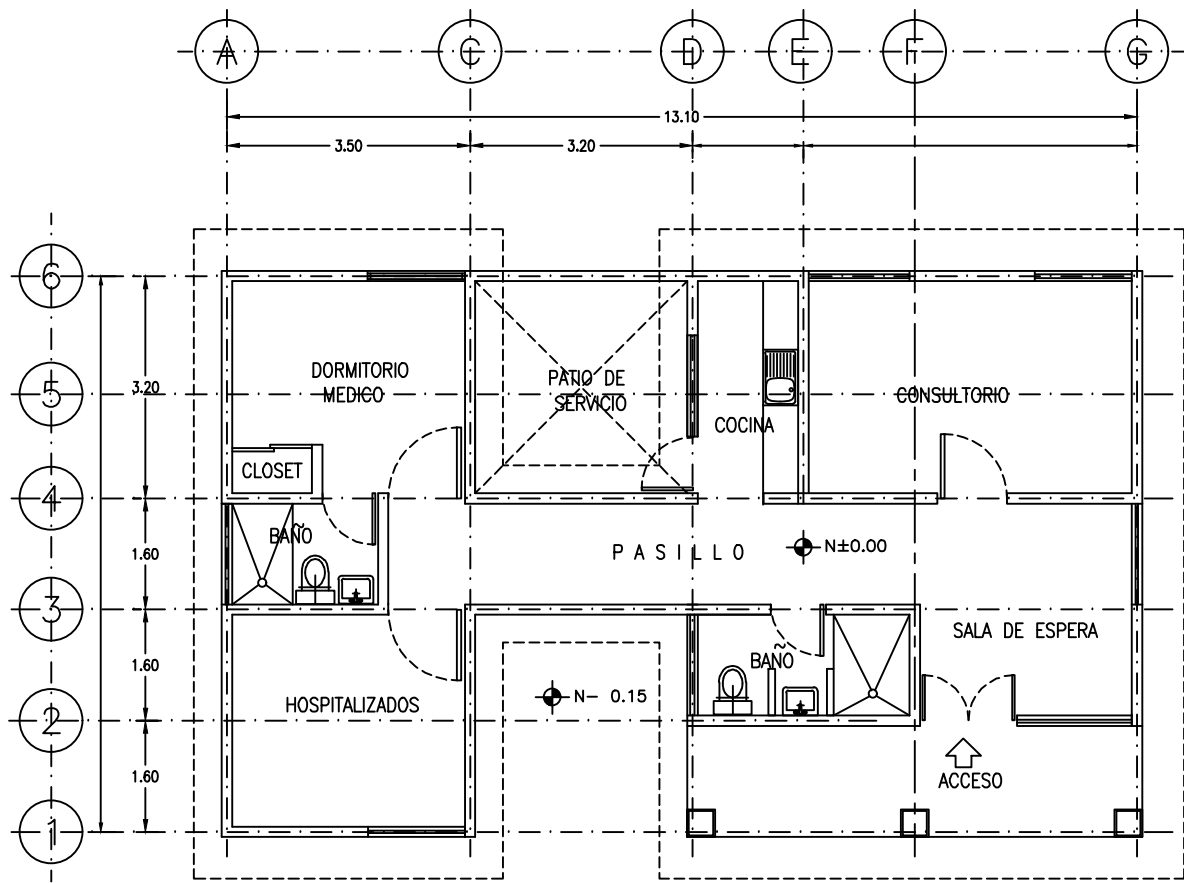 A C D E F G
13.10
3.50 3.20
6
5
4
3
2
1
3.20
1.60
1.60
1.60
DORMITORIO
MEDICO
PATIO DE
SERVICIO
COCINA
CONSULTORIO
CLOSET
BAÑO
PASILLO
N±0.00
SALA DE ESPERA
BAÑO
HOSPITALIZADOS
N- 0.15
ACCESO